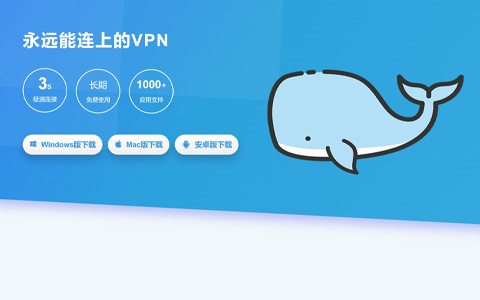 永远能连上的VPN
3s
极速连接
长期
免费使用
1000+
应用支持
Windows版下载
Mac版下载
安卓版下载